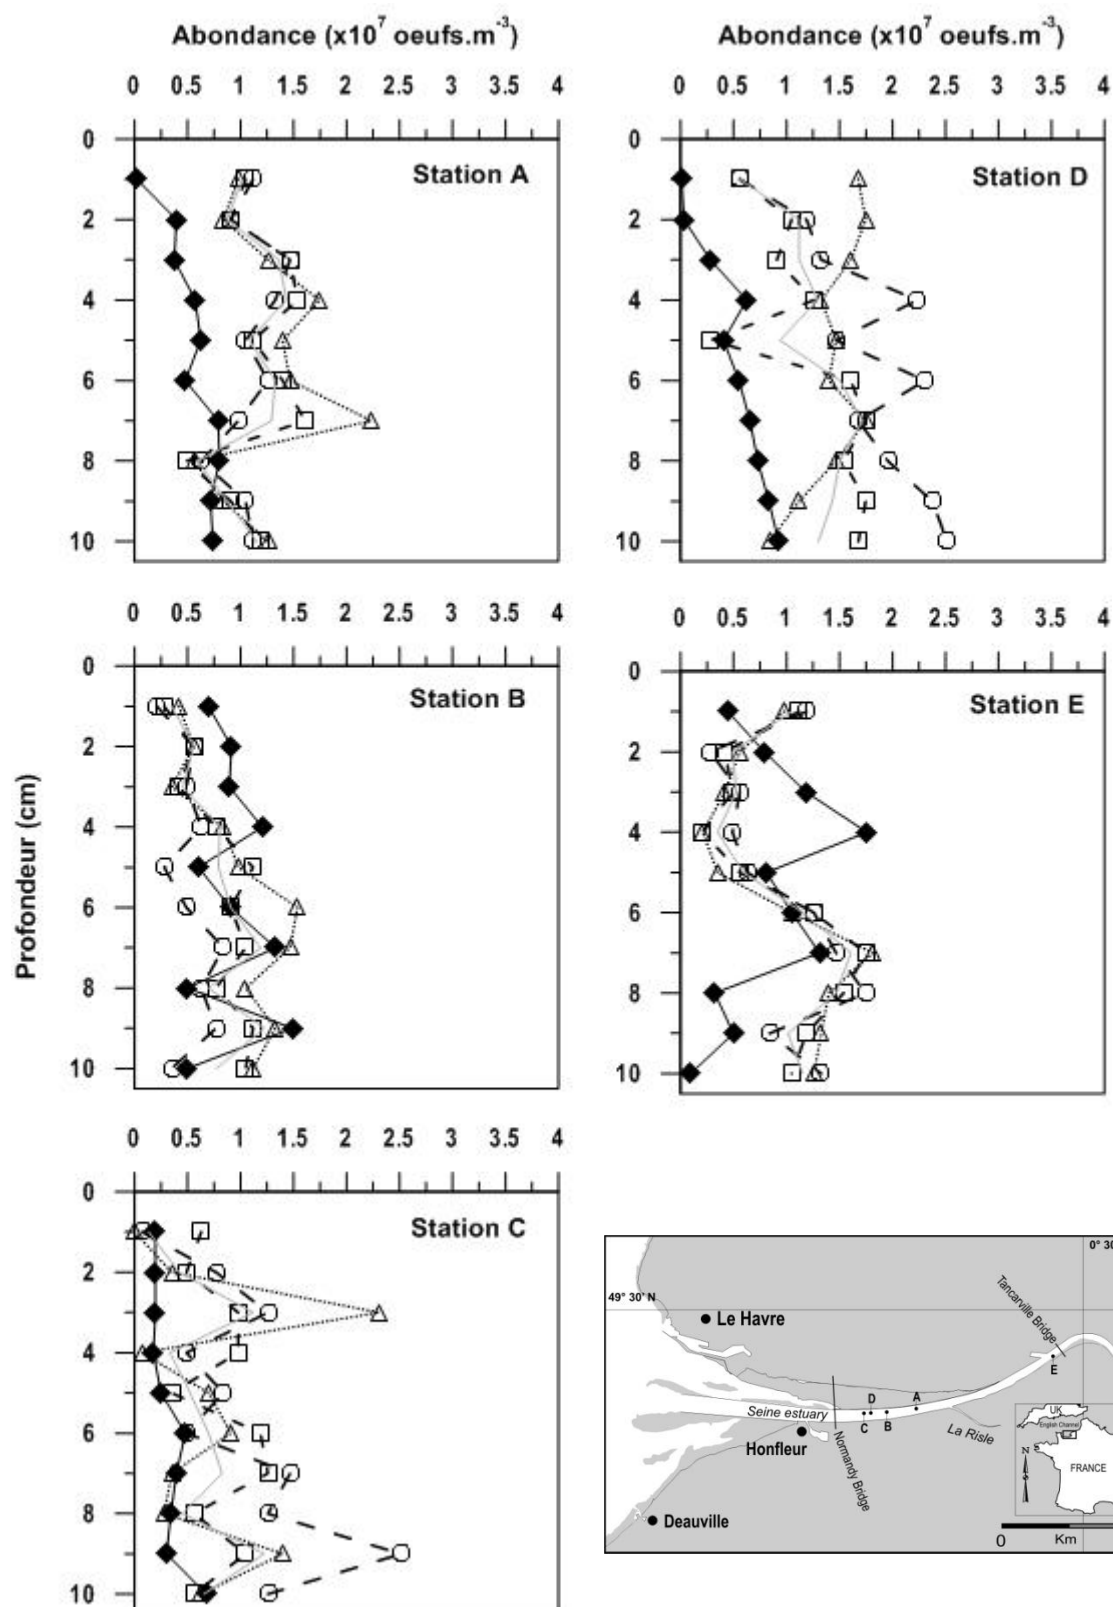 Abondance (x10⁷ oeufs.m⁻³)
0 0.5 1 1.5 2 2.5 3 3.5 4
0
2
4
6
8
10
Station A
Abondance (x10⁷ oeufs.m⁻³)
0 0.5 1 1.5 2 2.5 3 3.5 4
0
2
4
6
8
10
Station D
Profondeur (cm)
0 0.5 1 1.5 2 2.5 3 3.5 4
0
2
4
6
8
10
Station B
0 0.5 1 1.5 2 2.5 3 3.5 4
0
2
4
6
8
10
Station E
0 0.5 1 1.5 2 2.5 3 3.5 4
0
2
4
6
8
10
Station C
0° 30
49° 30' N
Le Havre
Tancarville Bridge
E
A
D
Seine estuary
C
B
Honfleur
Normandy Bridge
La Risle
UK
English Channel
FRANCE
N
S
Deauville
0 Km